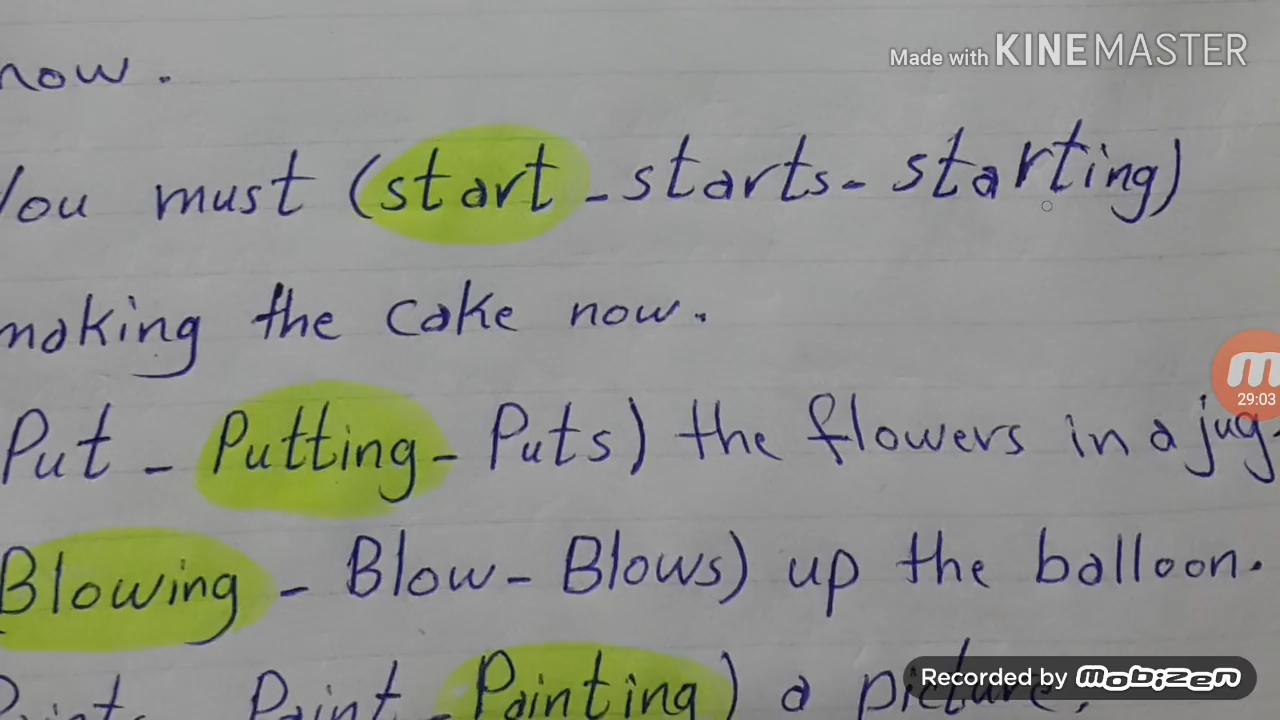 Made with KINEMASTER
now.
You must (start - starts - starting)
making the cake now.
29:03
Put - Putting - Puts) the flowers in a jug.
Blowing - Blow - Blows) up the balloon.
Paint Painting) a picture.
Recorded by mobizen